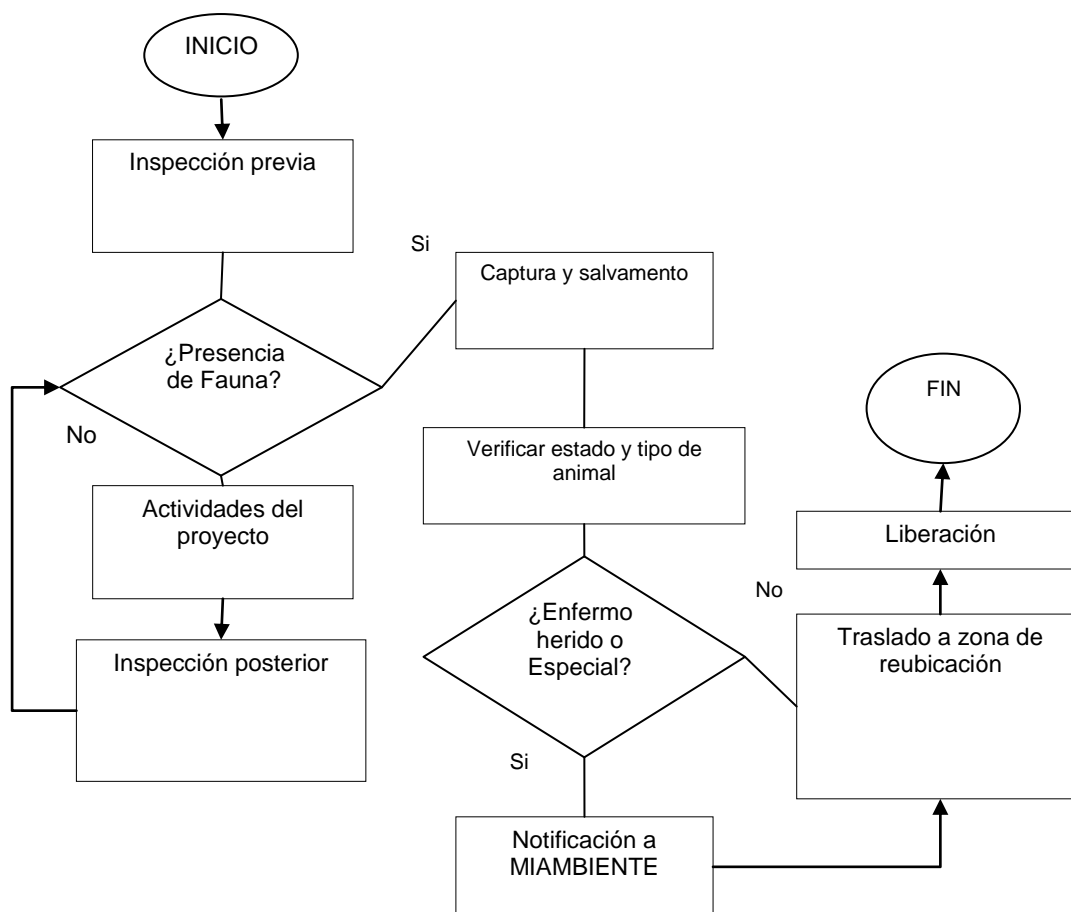 INICIO
Inspección previa
Si
Captura y salvamento
¿Presencia
de Fauna?
No
FIN
Verificar estado y tipo de
animal
Actividades del
proyecto
Liberación
¿Enfermo
herido o
Especial?
No
Traslado a zona de
reubicación
Inspección posterior
Si
Notificación a
MIAMBIENTE